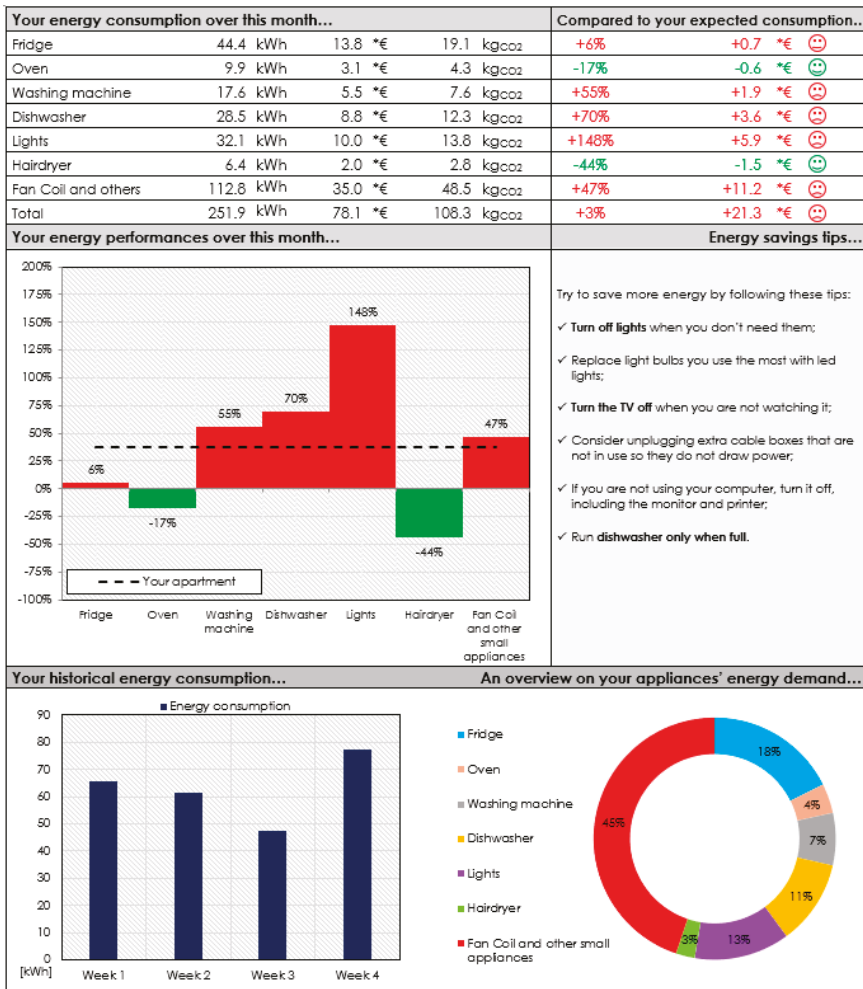 Your energy consumption over this month... Compared to your expected consumption...
Fridge 44.4 kWh 13.8 *€ 19.1 kgCO2 +6% +0.7 *€
Oven 9.9 kWh 3.1 *€ 4.3 kgCO2 -17% -0.6 *€
Washing machine 17.6 kWh 5.5 *€ 7.6 kgCO2 +55% +1.9 *€
Dishwasher 28.5 kWh 8.8 *€ 12.3 kgCO2 +70% +3.6 *€
Lights 32.1 kWh 10.0 *€ 13.8 kgCO2 +148% +5.9 *€
Hairdryer 6.4 kWh 2.0 *€ 2.8 kgCO2 -44% -1.5 *€
Fan Coil and others 112.8 kWh 35.0 *€ 48.5 kgCO2 +47% +11.2 *€
Total 251.9 kWh 78.1 *€ 108.3 kgCO2 +3% +21.3 *€
Your energy performances over this month... Energy savings tips...
200%
175%
150%
125%
100%
75%
50%
25%
0%
-25%
-50%
-75%
-100%
6%
-17%
55%
70%
148%
-44%
47%
Your apartment
Fridge
Oven
Washing
machine
Dishwasher
Lights
Hairdryer
Fan Coil
and other
small
appliances
Try to save more energy by following these tips:
✓ Turn off lights when you don't need them;
✓ Replace light bulbs you use the most with led
lights;
✓ Turn the TV off when you are not watching it;
✓ Consider unplugging extra cable boxes that are
not in use so they do not draw power;
✓ If you are not using your computer, turn it off,
including the monitor and printer;
✓ Run dishwasher only when full.
Your historical energy consumption... An overview on your appliances' energy demand...
Energy consumption
90
80
70
60
50
40
30
20
10
0
[kWh]
Week 1 Week 2 Week 3 Week 4
Fridge
Oven
Washing machine
Dishwasher
Lights
Hairdryer
Fan Coil and other small
appliances
18%
4%
7%
11%
13%
3%
45%